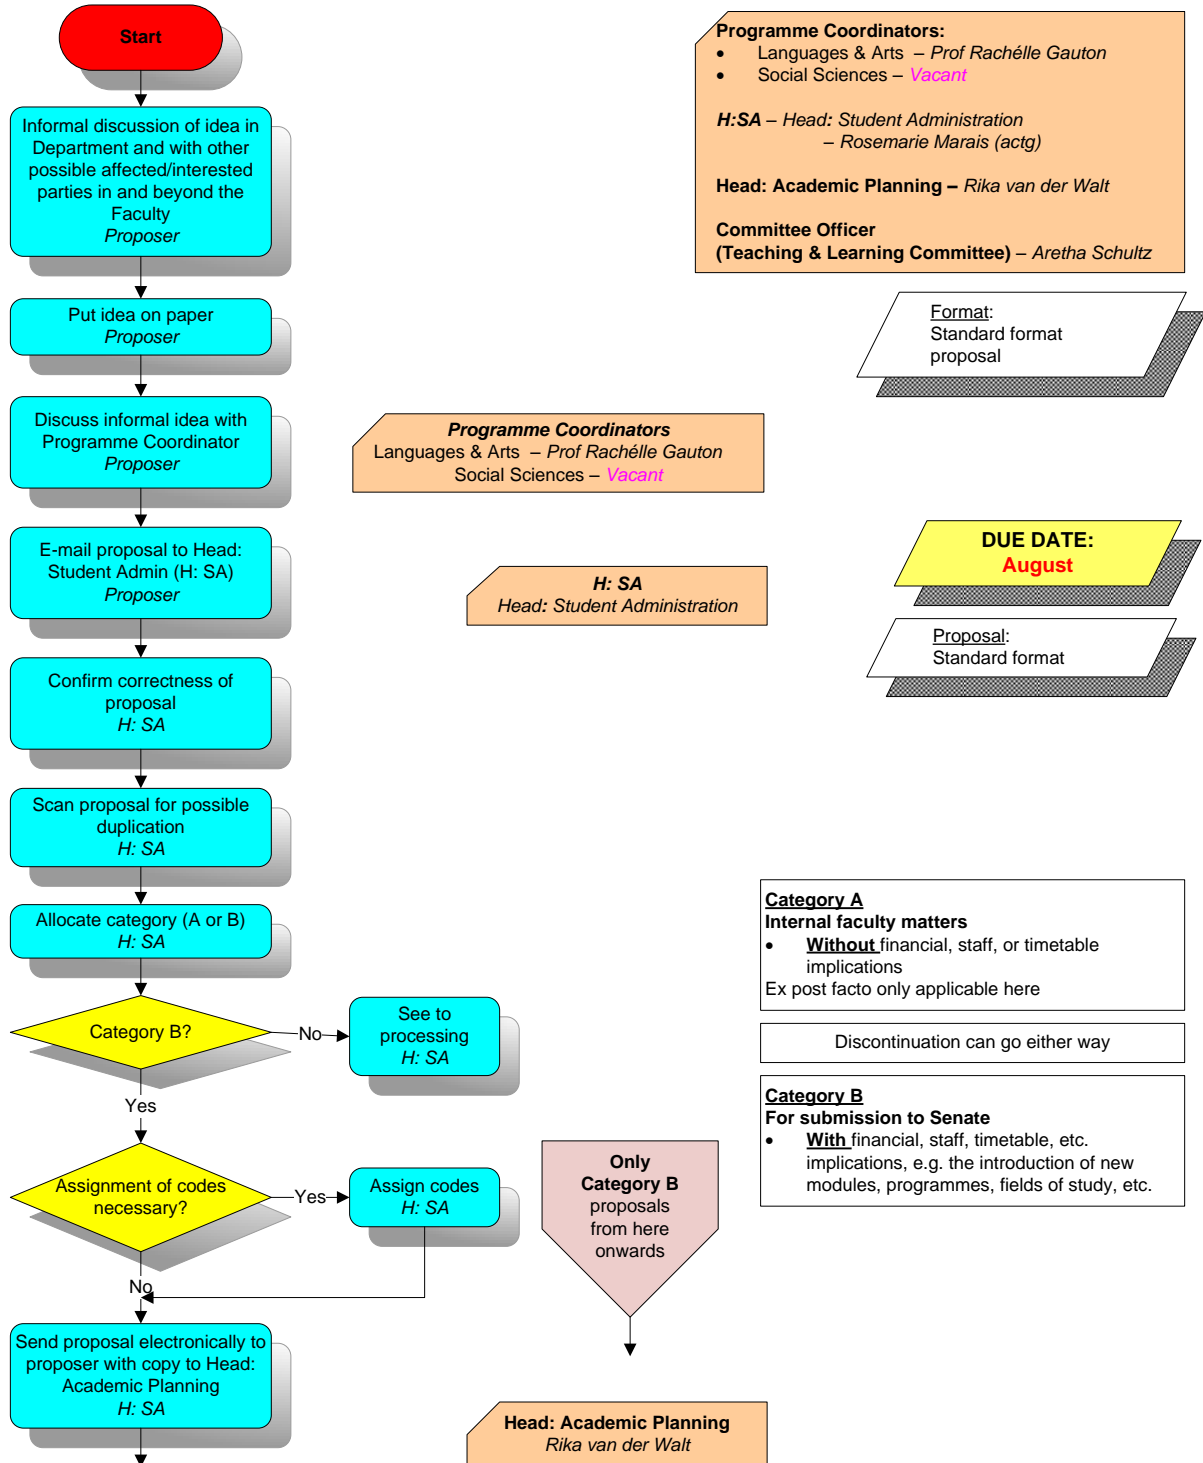 Start
Informal discussion of idea in
Department and with other
possible affected/interested
parties in and beyond the
Faculty
Proposer
Put idea on paper
Proposer
Discuss informal idea with
Programme Coordinator
Proposer
E-mail proposal to Head:
Student Admin (H: SA)
Proposer
Confirm correctness of
proposal
H: SA
Scan proposal for possible
duplication
H: SA
Allocate category (A or B)
H: SA
Category B?
No
See to
processing
H: SA
Yes
Assignment of codes
necessary?
Yes
Assign codes
H: SA
No
Send proposal electronically to
proposer with copy to Head:
Academic Planning
H: SA
Programme Coordinators
Languages & Arts – Prof Rachélle Gauton
Social Sciences – Vacant
H: SA
Head: Student Administration
Only
Category B
proposals
from here
onwards
Head: Academic Planning
Rika van der Walt
Programme Coordinators:
• Languages & Arts – Prof Rachélle Gauton
• Social Sciences – Vacant
H:SA – Head: Student Administration
– Rosemarie Marais (actg)
Head: Academic Planning – Rika van der Walt
Committee Officer
(Teaching & Learning Committee) – Aretha Schultz
Format:
Standard format
proposal
DUE DATE:
August
Proposal:
Standard format
Category A
Internal faculty matters
• Without financial, staff, or timetable
implications
Ex post facto only applicable here
Discontinuation can go either way
Category B
For submission to Senate
• With financial, staff, timetable, etc.
implications, e.g. the introduction of new
modules, programmes, fields of study, etc.